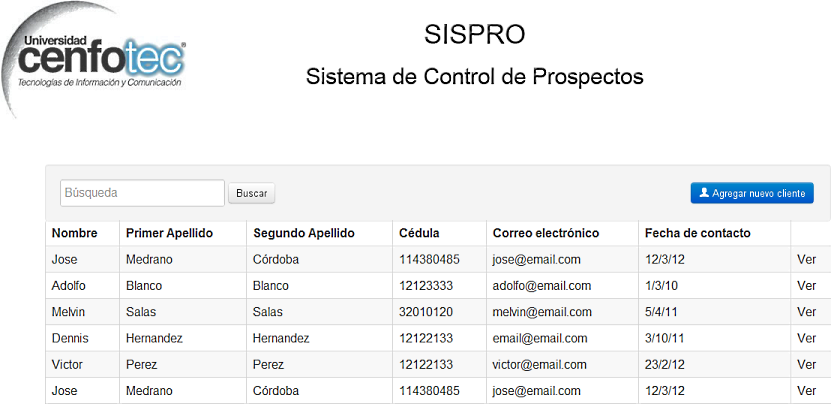 Universidad
cenfotec®
Tecnologías de Información y Comunicación
SISPRO
Sistema de Control de Prospectos
Búsqueda Buscar Agregar nuevo cliente
Nombre Primer Apellido Segundo Apellido Cédula Correo electrónico Fecha de contacto
Jose Medrano Córdoba 114380485 jose@email.com 12/3/12 Ver
Adolfo Blanco Blanco 12123333 adolfo@email.com 1/3/10 Ver
Melvin Salas Salas 32010120 melvin@email.com 5/4/11 Ver
Dennis Hernandez Hernandez 12122133 email@email.com 3/10/11 Ver
Victor Perez Perez 12122133 victor@email.com 23/2/12 Ver
Jose Medrano Córdoba 114380485 jose@email.com 12/3/12 Ver